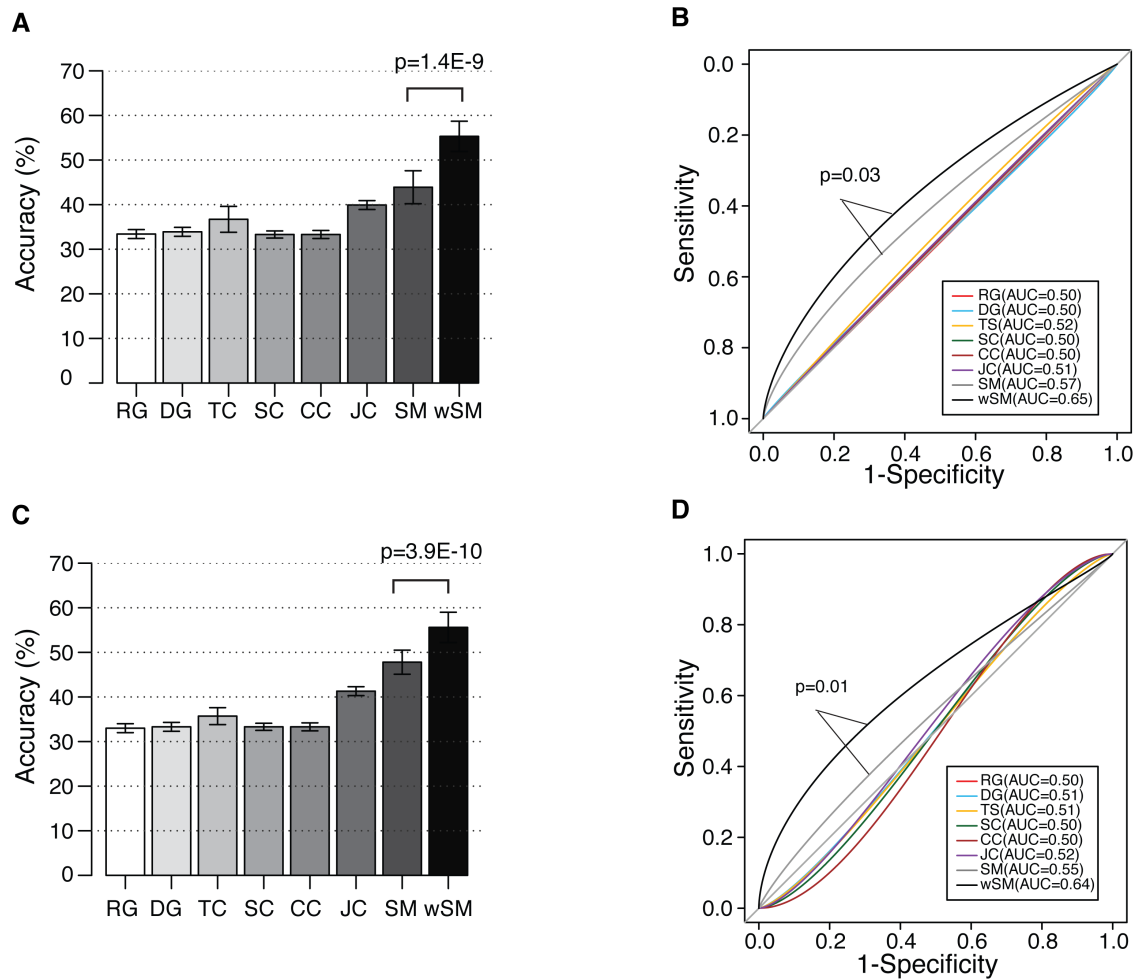 A
p=1.4E-9
70
60
50
40
30
20
10
0
Accuracy (%)
RG DG TC SC CC JC SM wSM
B
0.0
0.2
0.4
0.6
0.8
1.0
Sensitivity
p=0.03
RG(AUC=0.50)
DG(AUC=0.50)
TS(AUC=0.52)
SC(AUC=0.50)
CC(AUC=0.50)
JC(AUC=0.51)
SM(AUC=0.57)
wSM(AUC=0.65)
0.0 0.2 0.4 0.6 0.8 1.0
1-Specificity
C
p=3.9E-10
70
60
50
40
30
20
10
0
Accuracy (%)
RG DG TC SC CC JC SM wSM
D
1.0
0.8
0.6
0.4
0.2
0.0
Sensitivity
p=0.01
RG(AUC=0.50)
DG(AUC=0.51)
TS(AUC=0.51)
SC(AUC=0.50)
CC(AUC=0.50)
JC(AUC=0.52)
SM(AUC=0.55)
wSM(AUC=0.64)
0.0 0.2 0.4 0.6 0.8 1.0
1-Specificity